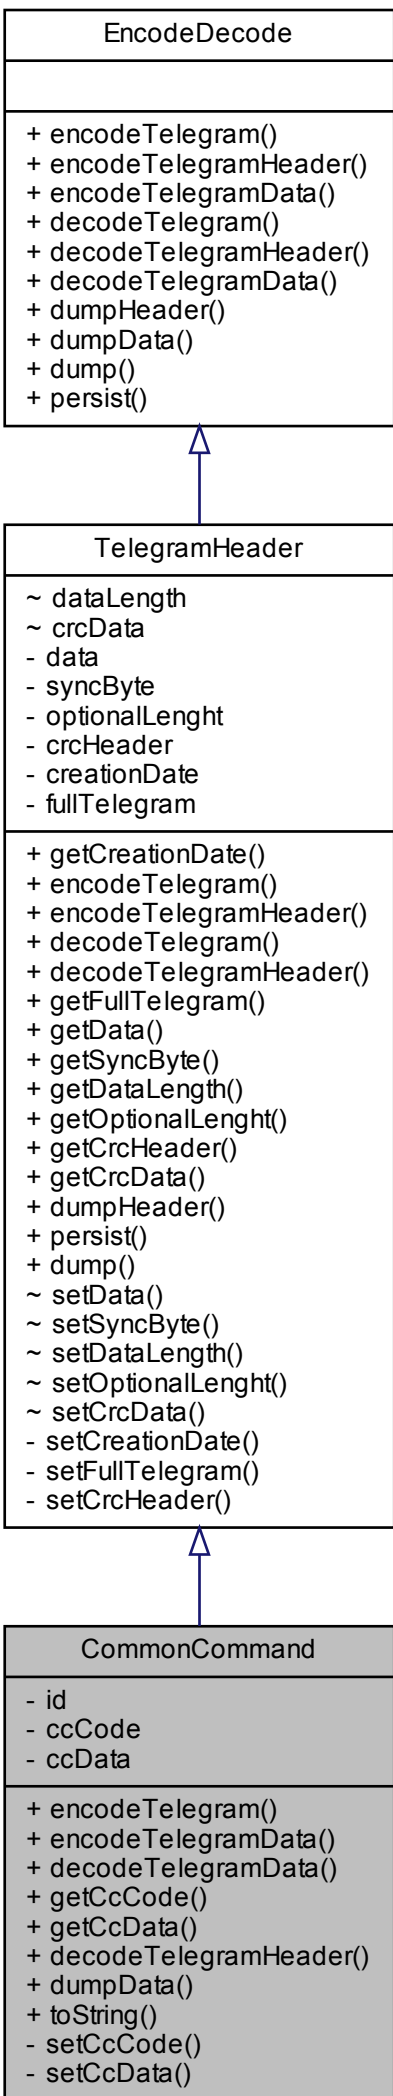 EncodeDecode
+ encodeTelegram()
+ encodeTelegramHeader()
+ encodeTelegramData()
+ decodeTelegram()
+ decodeTelegramHeader()
+ decodeTelegramData()
+ dumpHeader()
+ dumpData()
+ dump()
+ persist()
TelegramHeader
~ dataLength
~ crcData
- data
- syncByte
- optionalLenght
- crcHeader
- creationDate
- fullTelegram
+ getCreationDate()
+ encodeTelegram()
+ encodeTelegramHeader()
+ decodeTelegram()
+ decodeTelegramHeader()
+ getFullTelegram()
+ getData()
+ getSyncByte()
+ getDataLength()
+ getOptionalLenght()
+ getCrcHeader()
+ getCrcData()
+ dumpHeader()
+ persist()
+ dump()
~ setData()
~ setSyncByte()
~ setDataLength()
~ setOptionalLenght()
~ setCrcData()
- setCreationDate()
- setFullTelegram()
- setCrcHeader()
CommonCommand
- id
- ccCode
- ccData
+ encodeTelegram()
+ encodeTelegramData()
+ decodeTelegramData()
+ getCcCode()
+ getCcData()
+ decodeTelegramHeader()
+ dumpData()
+ toString()
- setCcCode()
- setCcData()